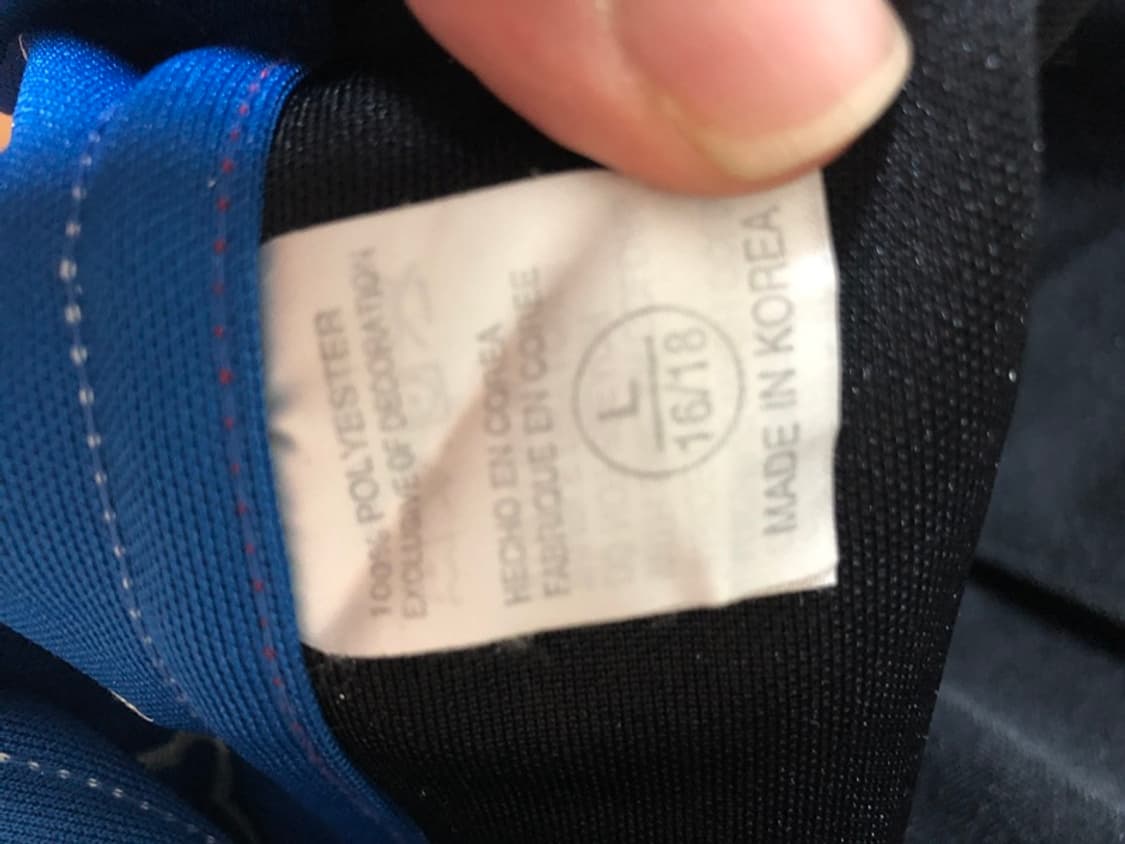 100% POLYESTER
EXCLUSIVE OF DECORATION
HECHO EN COREA
FABRIQUE EN COREE
L
16/18
MADE IN KOREA